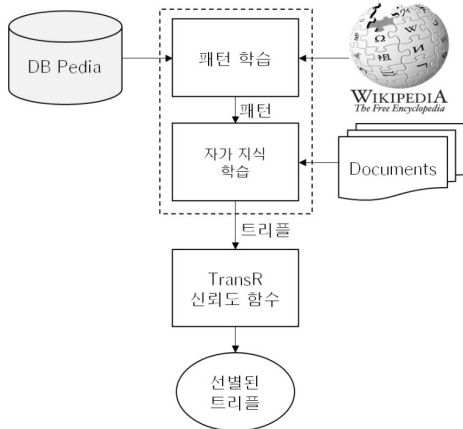 DB Pedia
패턴 학습
WIKIPEDIA
The Free Encyclopedia
패턴
자가 지식
학습
Documents
트리플
TransR
신뢰도 함수
선별된
트리플